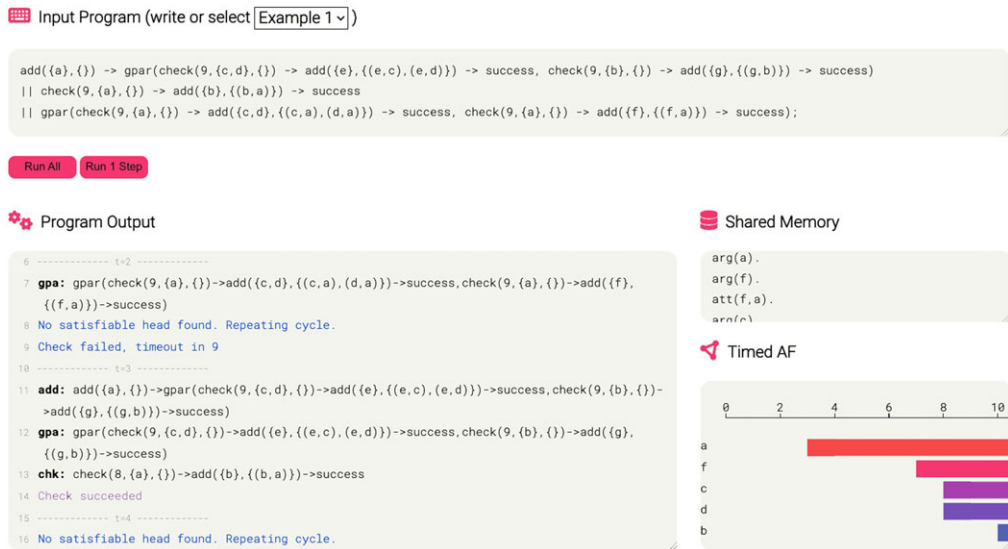 Input Program (write or select Example 1 )
add({a},{}) -> gpar(check(9,{c,d},{}) -> add({e},{(e,c),(e,d)}) -> success, check(9,{b},{}) -> add({g},{(g,b)}) -> success)
|| check(9,{a},{}) -> add({b},{(b,a)}) -> success
|| gpar(check(9,{a},{}) -> add({c,d},{(c,a),(d,a)}) -> success, check(9,{a},{}) -> add({f},{(f,a)}) -> success);
Run All Run 1 Step
Program Output
6 ------------- t=2 -------------
7 gpa: gpar(check(9,{a},{})->add({c,d},{(c,a),(d,a)})->success,check(9,{a},{})->add({f},
{(f,a)})->success)
8 No satisfiable head found. Repeating cycle.
9 Check failed, timeout in 9
10 ------------- t=3 -------------
11 add: add({a},{})->gpar(check(9,{c,d},{})->add({e},{(e,c),(e,d)})->success,check(9,{b},{})-
>add({g},{(g,b)})->success)
12 gpa: gpar(check(9,{c,d},{})->add({e},{(e,c),(e,d)})->success,check(9,{b},{})->add({g},
{(g,b)})->success)
13 chk: check(8,{a},{})->add({b},{(b,a)})->success
14 Check succeeded
15 ------------- t=4 -------------
16 No satisfiable head found. Repeating cycle.
Shared Memory
arg(a).
arg(f).
att(f,a).
arg(c)
Timed AF
0 2 4 6 8 10
a
f
c
d
b